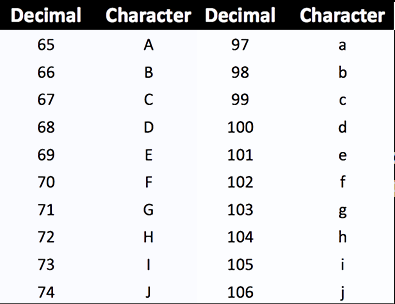 Decimal Character Decimal Character
65 A 97 a
66 B 98 b
67 C 99 c
68 D 100 d
69 E 101 e
70 F 102 f
71 G 103 g
72 H 104 h
73 I 105 i
74 J 106 j